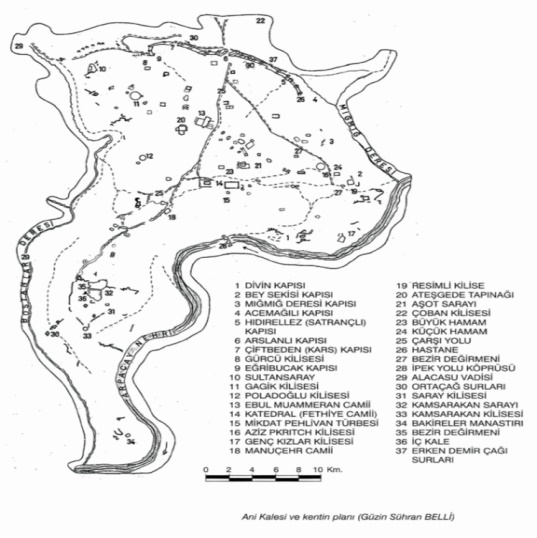 MIĞMIĞ DERESİ
BOSTANLAR DERESİ
ARPAÇAY NEHRİ
1 DİVİN KAPISI
2 BEY SEKİSİ KAPISI
3 MIĞMIĞ DERESİ KAPISI
4 ACEMAĞILI KAPISI
5 HIDIRELLEZ (SATRANÇLI)
KAPISI
6 ARSLANLI KAPISI
7 ÇİFTBEDEN (KARS) KAPISI
8 GÜRCÜ KİLİSESİ
9 EĞRİBUCAK KAPISI
10 SULTANSARAY
11 GAGİK KİLİSESİ
12 POLADOĞLU KİLİSESİ
13 EBUL MUAMMERAN CAMİİ
14 KATEDRAL (FETHİYE CAMİİ)
15 MİKDAT PEHLİVAN TÜRBESİ
16 AZİZ PKRITCH KİLİSESİ
17 GENÇ KIZLAR KİLİSESİ
18 MANUÇEHR CAMİİ
19 RESİMLİ KİLİSE
20 ATEŞGEDE TAPINAĞI
21 AŞOT SARAYI
22 ÇOBAN KİLİSESİ
23 BÜYÜK HAMAM
24 KÜÇÜK HAMAM
25 ÇARŞI YOLU
26 HASTANE
27 BEZİR DEĞİRMENİ
28 İPEK YOLU KÖPRÜSÜ
29 ALACASU VADİSİ
30 ORTAÇAĞ SURLARI
31 SARAY KİLİSESİ
32 KAMSARAKAN SARAYI
33 KAMSARAKAN KİLİSESİ
34 BAKİRELER MANASTIRI
35 BEZİR DEĞİRMENİ
36 İÇ KALE
37 ERKEN DEMİR ÇAĞI
SURLARI
0 2 4 6 8 10 Km.
Ani Kalesi ve kentin planı (Güzin Sühran BELLİ)